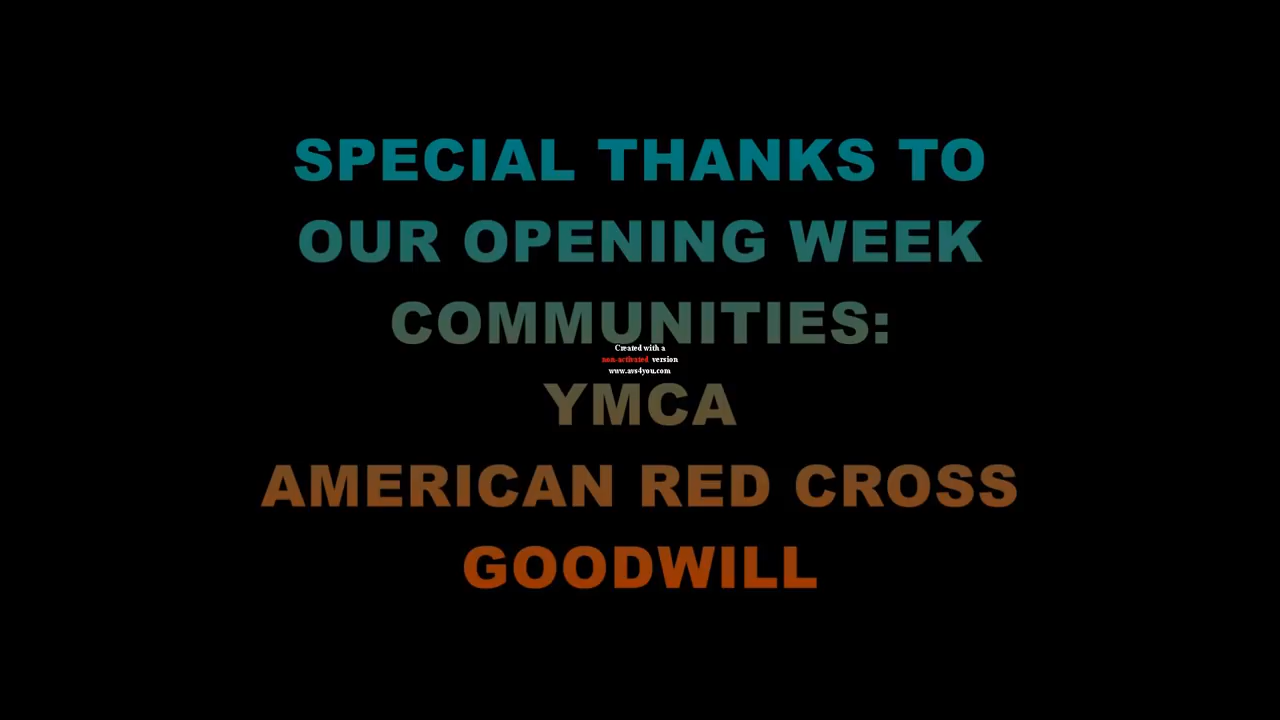 SPECIAL THANKS TO
OUR OPENING WEEK
COMMUNITIES:
Created with a
non-activated version
www.avs4you.com
YMCA
AMERICAN RED CROSS
GOODWILL